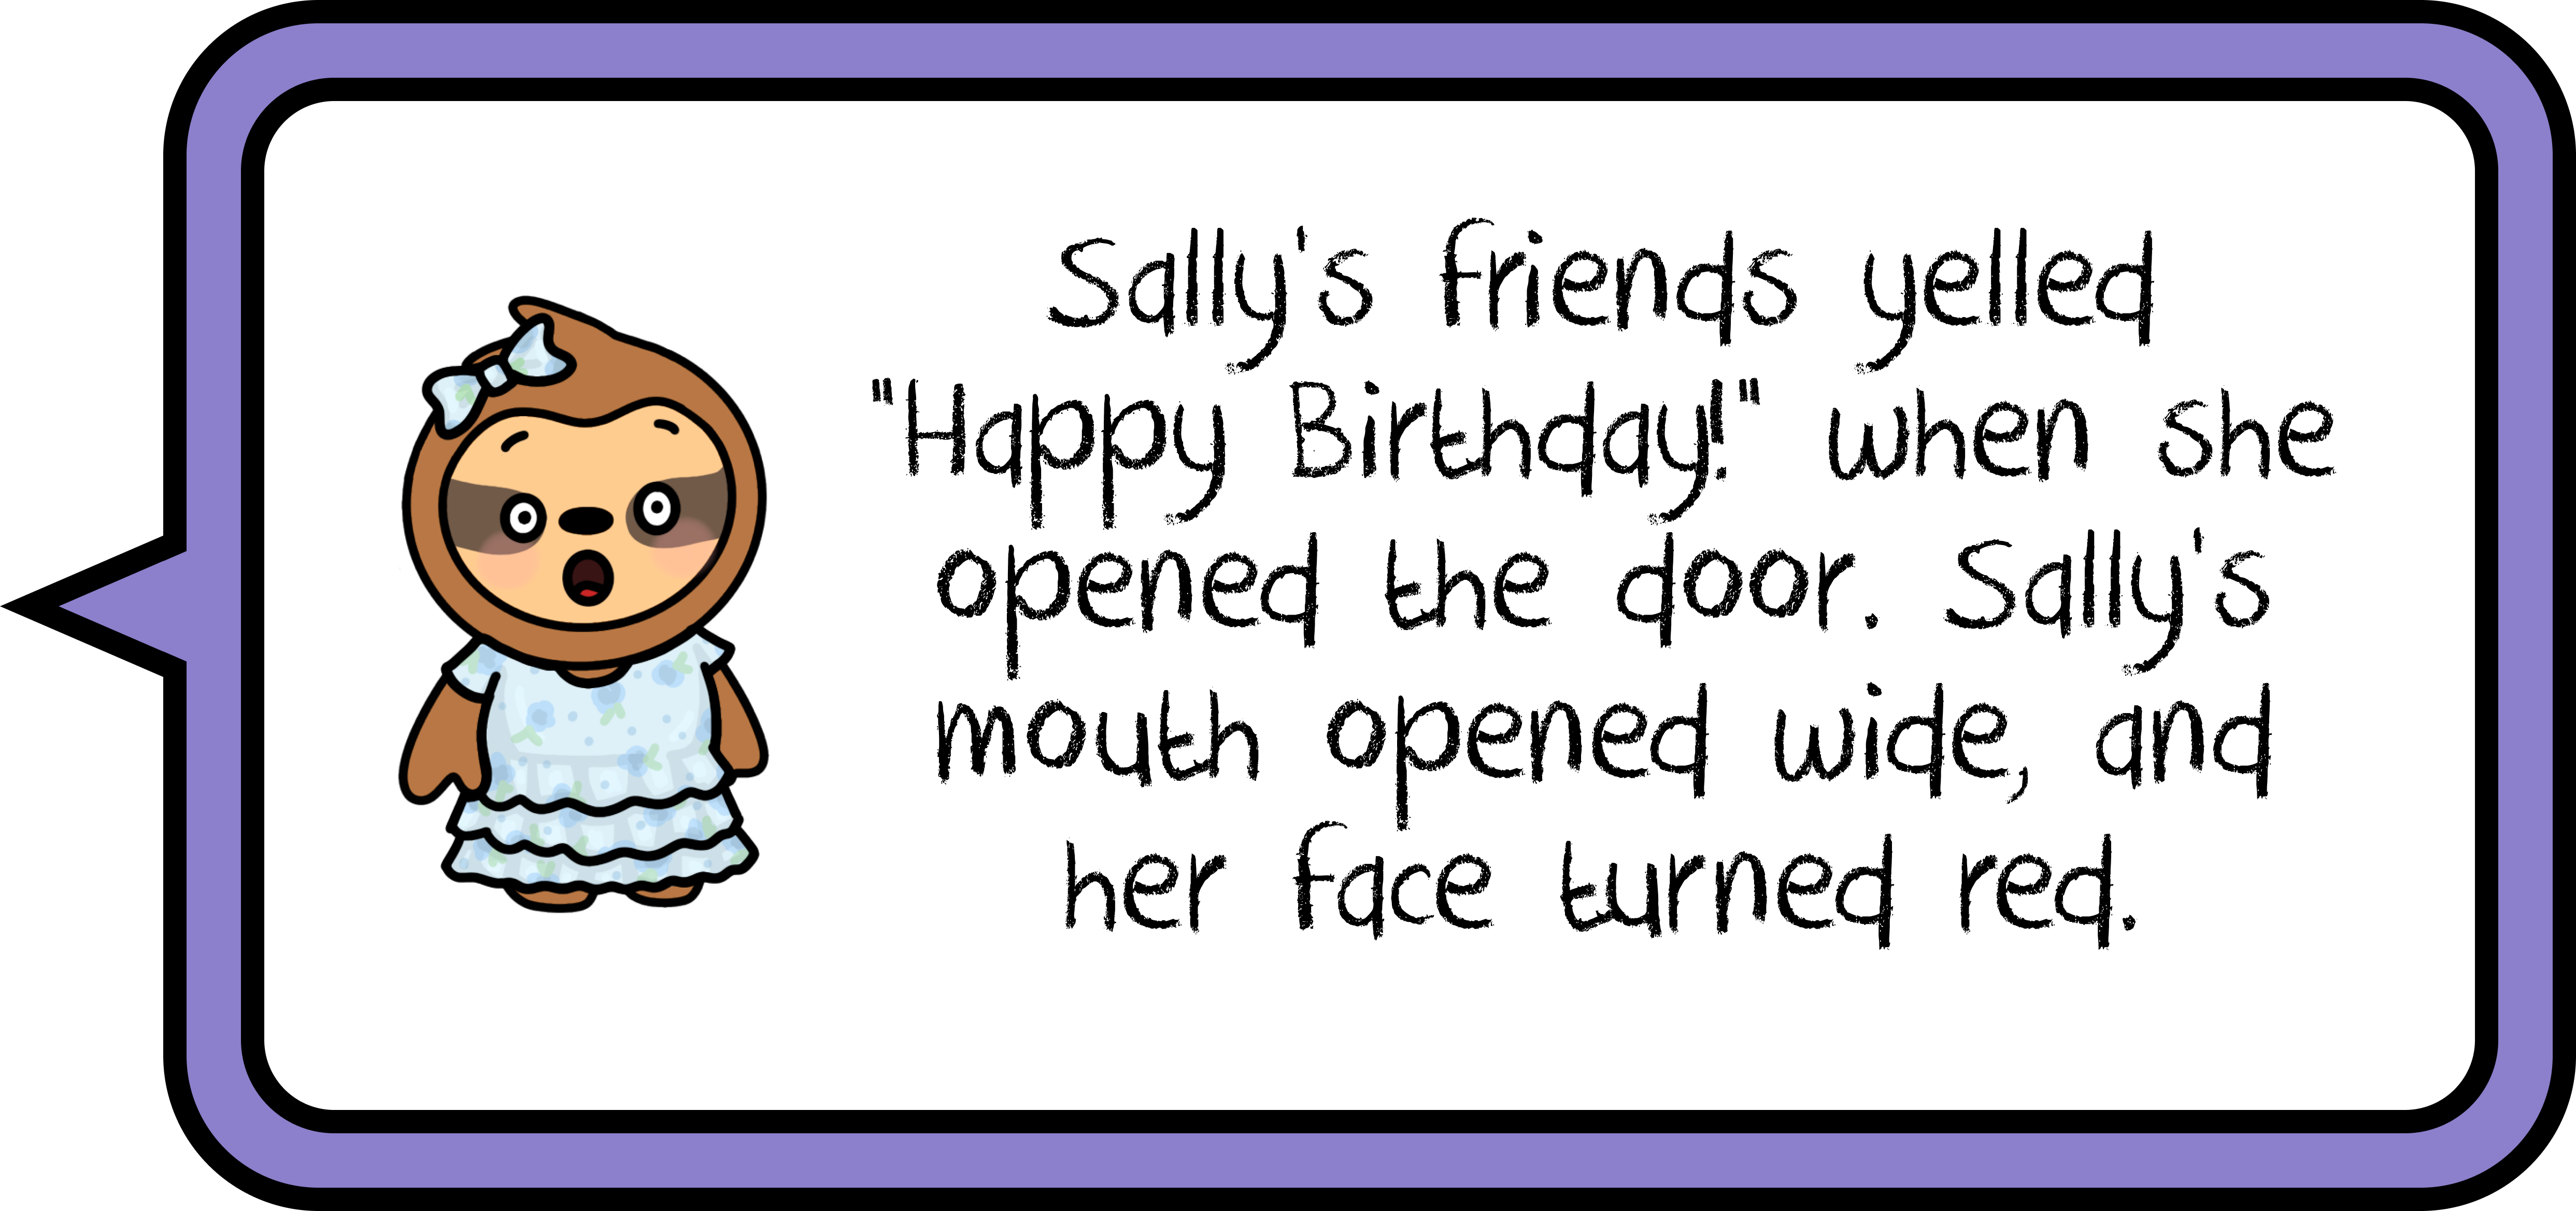 Sally's friends yelled
"Happy Birthday!" when she
opened the door. Sally's
mouth opened wide, and
her face turned red.